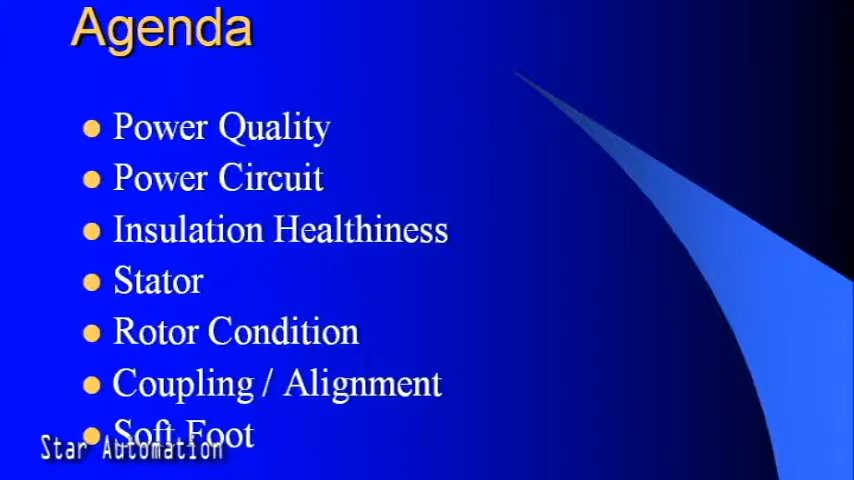 Agenda
Power Quality
Power Circuit
Insulation Healthiness
Stator
Rotor Condition
Coupling / Alignment
Soft Foot
Star Automation